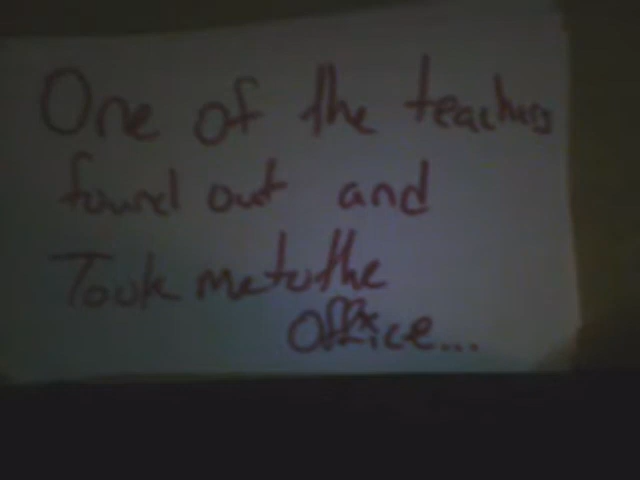 One of the teachers
found out and
Took me to the
Office...